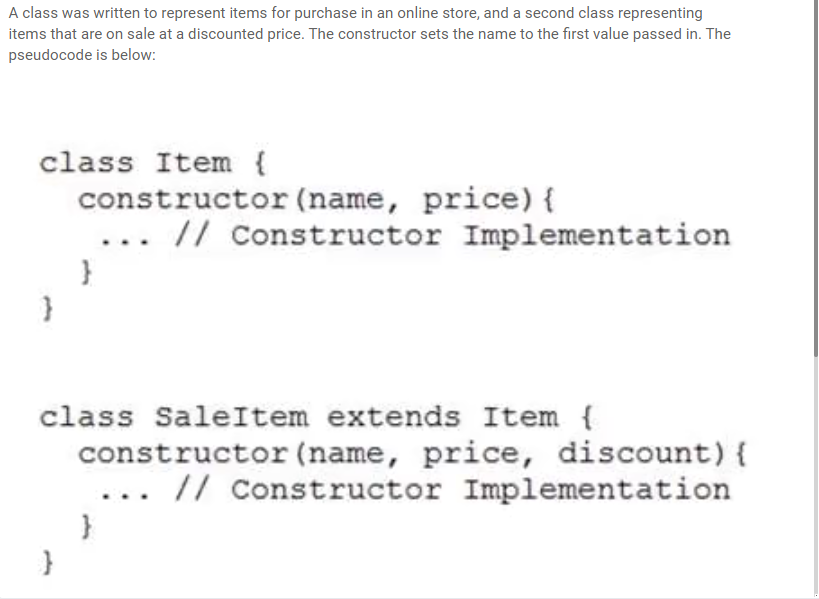 A class was written to represent items for purchase in an online store, and a second class representing
items that are on sale at a discounted price. The constructor sets the name to the first value passed in. The
pseudocode is below:
class Item {
constructor(name, price){
... // Constructor Implementation
}
}
class SaleItem extends Item {
constructor(name, price, discount){
... // Constructor Implementation
}
}